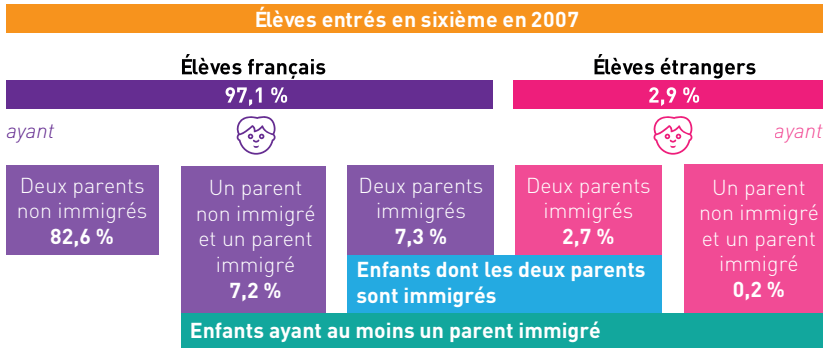 Élèves entrés en sixième en 2007
Élèves français
Élèves étrangers
97,1 %
2,9 %
ayant
ayant
Deux parents
non immigrés
82,6 %
Un parent
non immigré
et un parent
immigré
7,2 %
Deux parents
immigrés
7,3 %
Deux parents
immigrés
2,7 %
Un parent
non immigré
et un parent
immigré
0,2 %
Enfants dont les deux parents
sont immigrés
Enfants ayant au moins un parent immigré